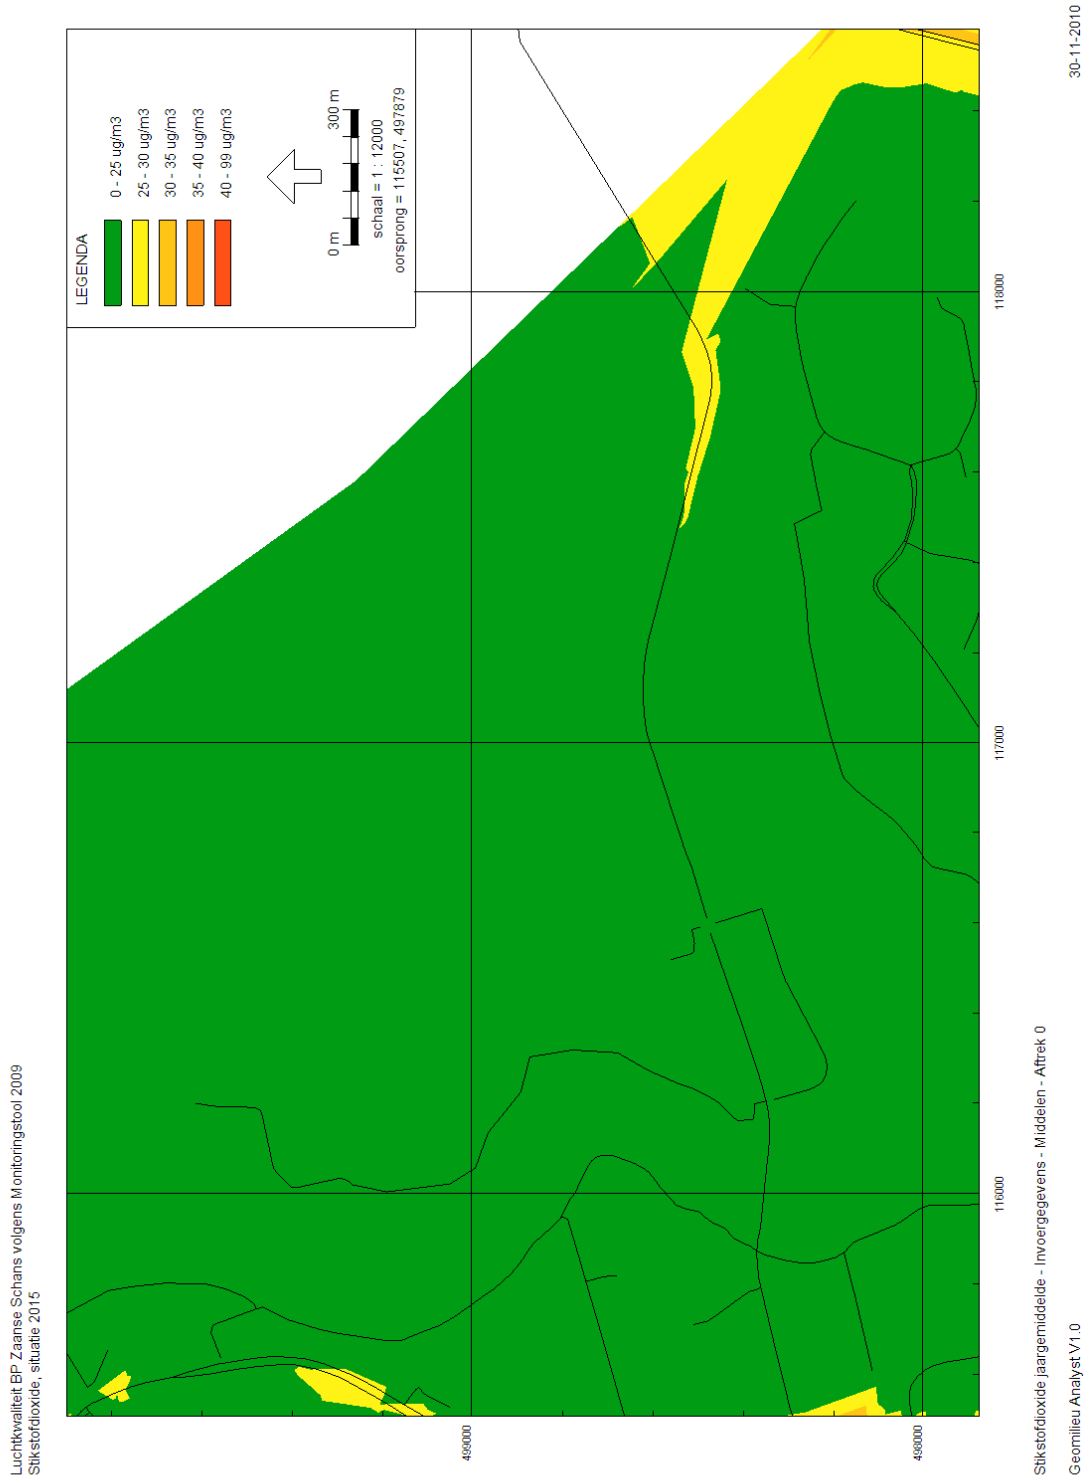 Luchtkwaliteit BP Zaanse Schans volgens Monitoringstool 2009
Stikstofdioxide, situatie 2015
LEGENDA
0 - 25 ug/m3
25 - 30 ug/m3
30 - 35 ug/m3
35 - 40 ug/m3
40 - 99 ug/m3
0 m 300 m
schaal = 1 : 12000
oorsprong = 115507, 497879
499000
498000
116000
117000
118000
Stikstofdioxide jaargemiddelde - Invoergegevens - Middelen - Aftrek 0
Geomilieu Analyst V1.0 30-11-2010